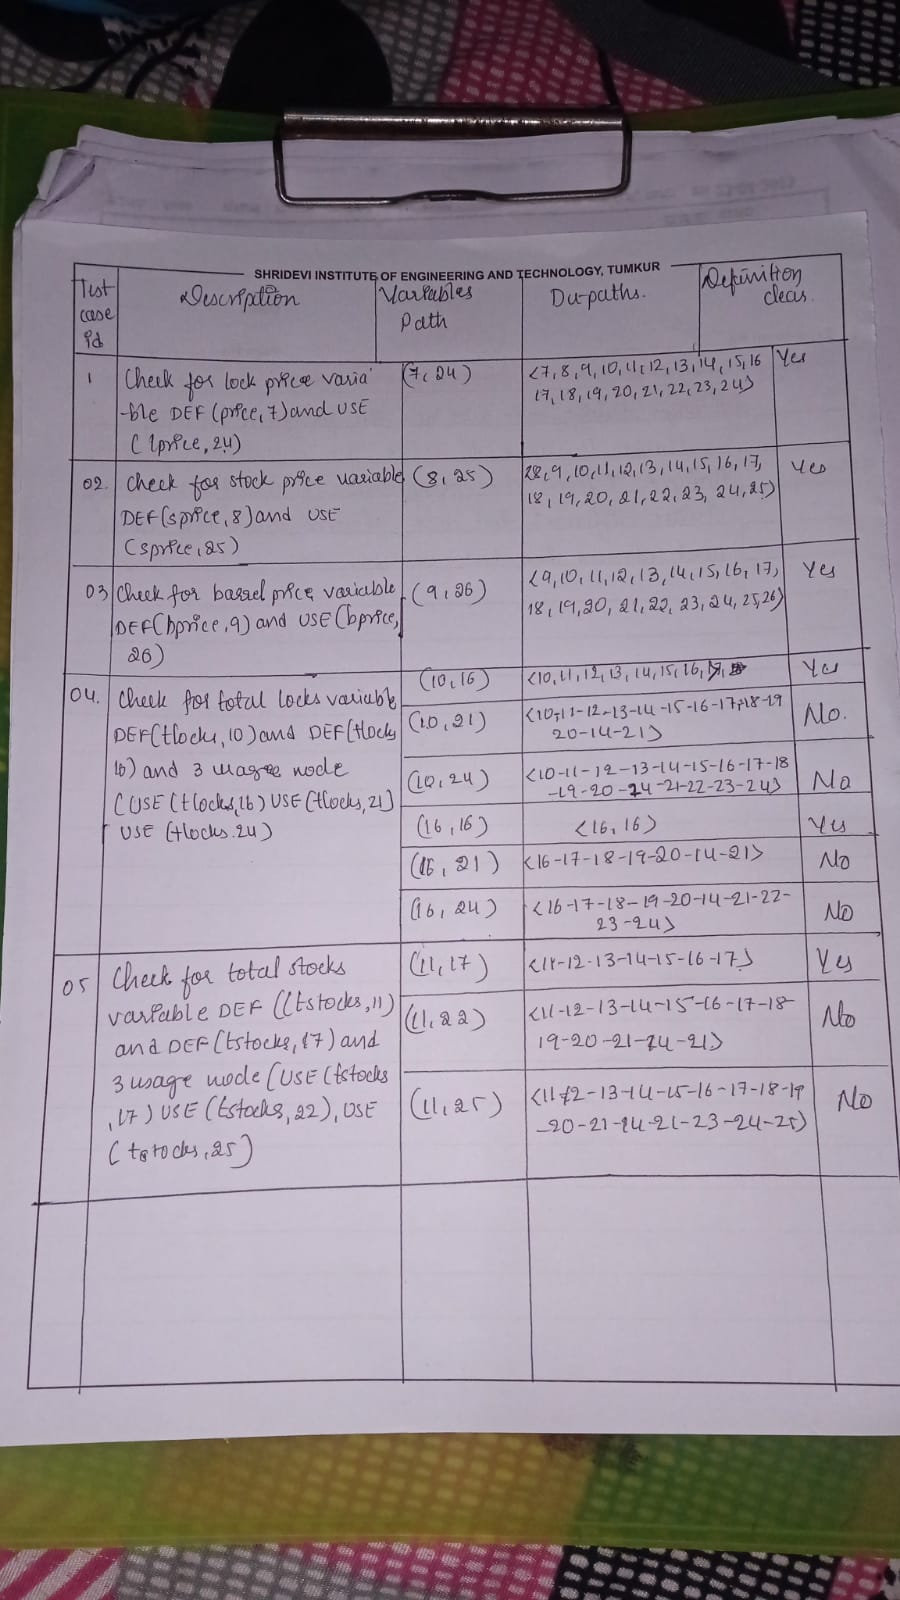 SHRIDEVI INSTITUTE OF ENGINEERING AND TECHNOLOGY, TUMKUR
Test case id
Description
Variables Path
Du-paths.
Definition clear.
1
Check for lock price varia
-ble DEF (price, 7) and USE
(lprice, 24)
(7, 24)
<7, 8, 9, 10, 11, 12, 13, 14, 15, 16
17, 18, 19, 20, 21, 22, 23, 24>
Yes
02.
Check for stock price variable
DEF (sprice, 8) and USE
(sprice, 25)
(8, 25)
<8, 9, 10, 11, 12, 13, 14, 15, 16, 17,
18, 19, 20, 21, 22, 23, 24, 25>
Yes
03
Check for barrel price variable
DEF (bprice, 9) and USE (bprice,
26)
(9, 26)
<9, 10, 11, 12, 13, 14, 15, 16, 17,
18, 19, 20, 21, 22, 23, 24, 25, 26>
Yes
04.
Check for total locks variable
DEF (tlocks, 10) and DEF (tlocks
16) and 3 usage node
(USE (tlocks, 16) USE (tlocks, 21)
USE (tlocks. 24)
(10, 16)
<10, 11, 12, 13, 14, 15, 16,
Yes
(10, 21)
<10-11-12-13-14-15-16-17-18-19
20-14-21>
No.
(10, 24)
<10-11-12-13-14-15-16-17-18
-19-20-14-21-22-23-24>
No
(16, 16)
<16, 16>
Yes
(16, 21)
<16-17-18-19-20-14-21>
No
(16, 24)
<16-17-18-19-20-14-21-22-
23-24>
No
05
Check for total stocks
variable DEF ((tstocks, 11)
and DEF (tstocks, 17) and
3 usage node (USE (tstocks
, 17) USE (tstocks, 22), USE
(tstocks, 25)
(11, 17)
<11-12-13-14-15-16-17>
Yes
(11, 22)
<11-12-13-14-15-16-17-18-
19-20-21-14-21>
No
(11, 25)
<11-12-13-14-15-16-17-18-19
-20-21-14-21-23-24-25>
No